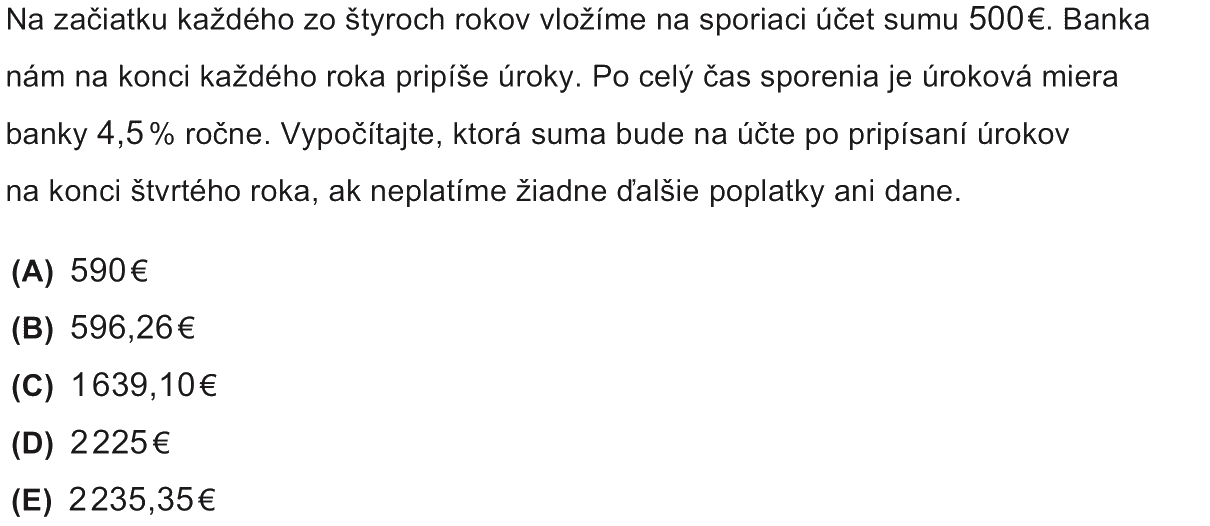 Na začiatku každého zo štyroch rokov vložíme na sporiaci účet sumu 500€. Banka
nám na konci každého roka pripíše úroky. Po celý čas sporenia je úroková miera
banky 4,5% ročne. Vypočítajte, ktorá suma bude na účte po pripísaní úrokov
na konci štvrtého roka, ak neplatíme žiadne ďalšie poplatky ani dane.
(A) 590€
(B) 596,26€
(C) 1639,10€
(D) 2225€
(E) 2235,35€